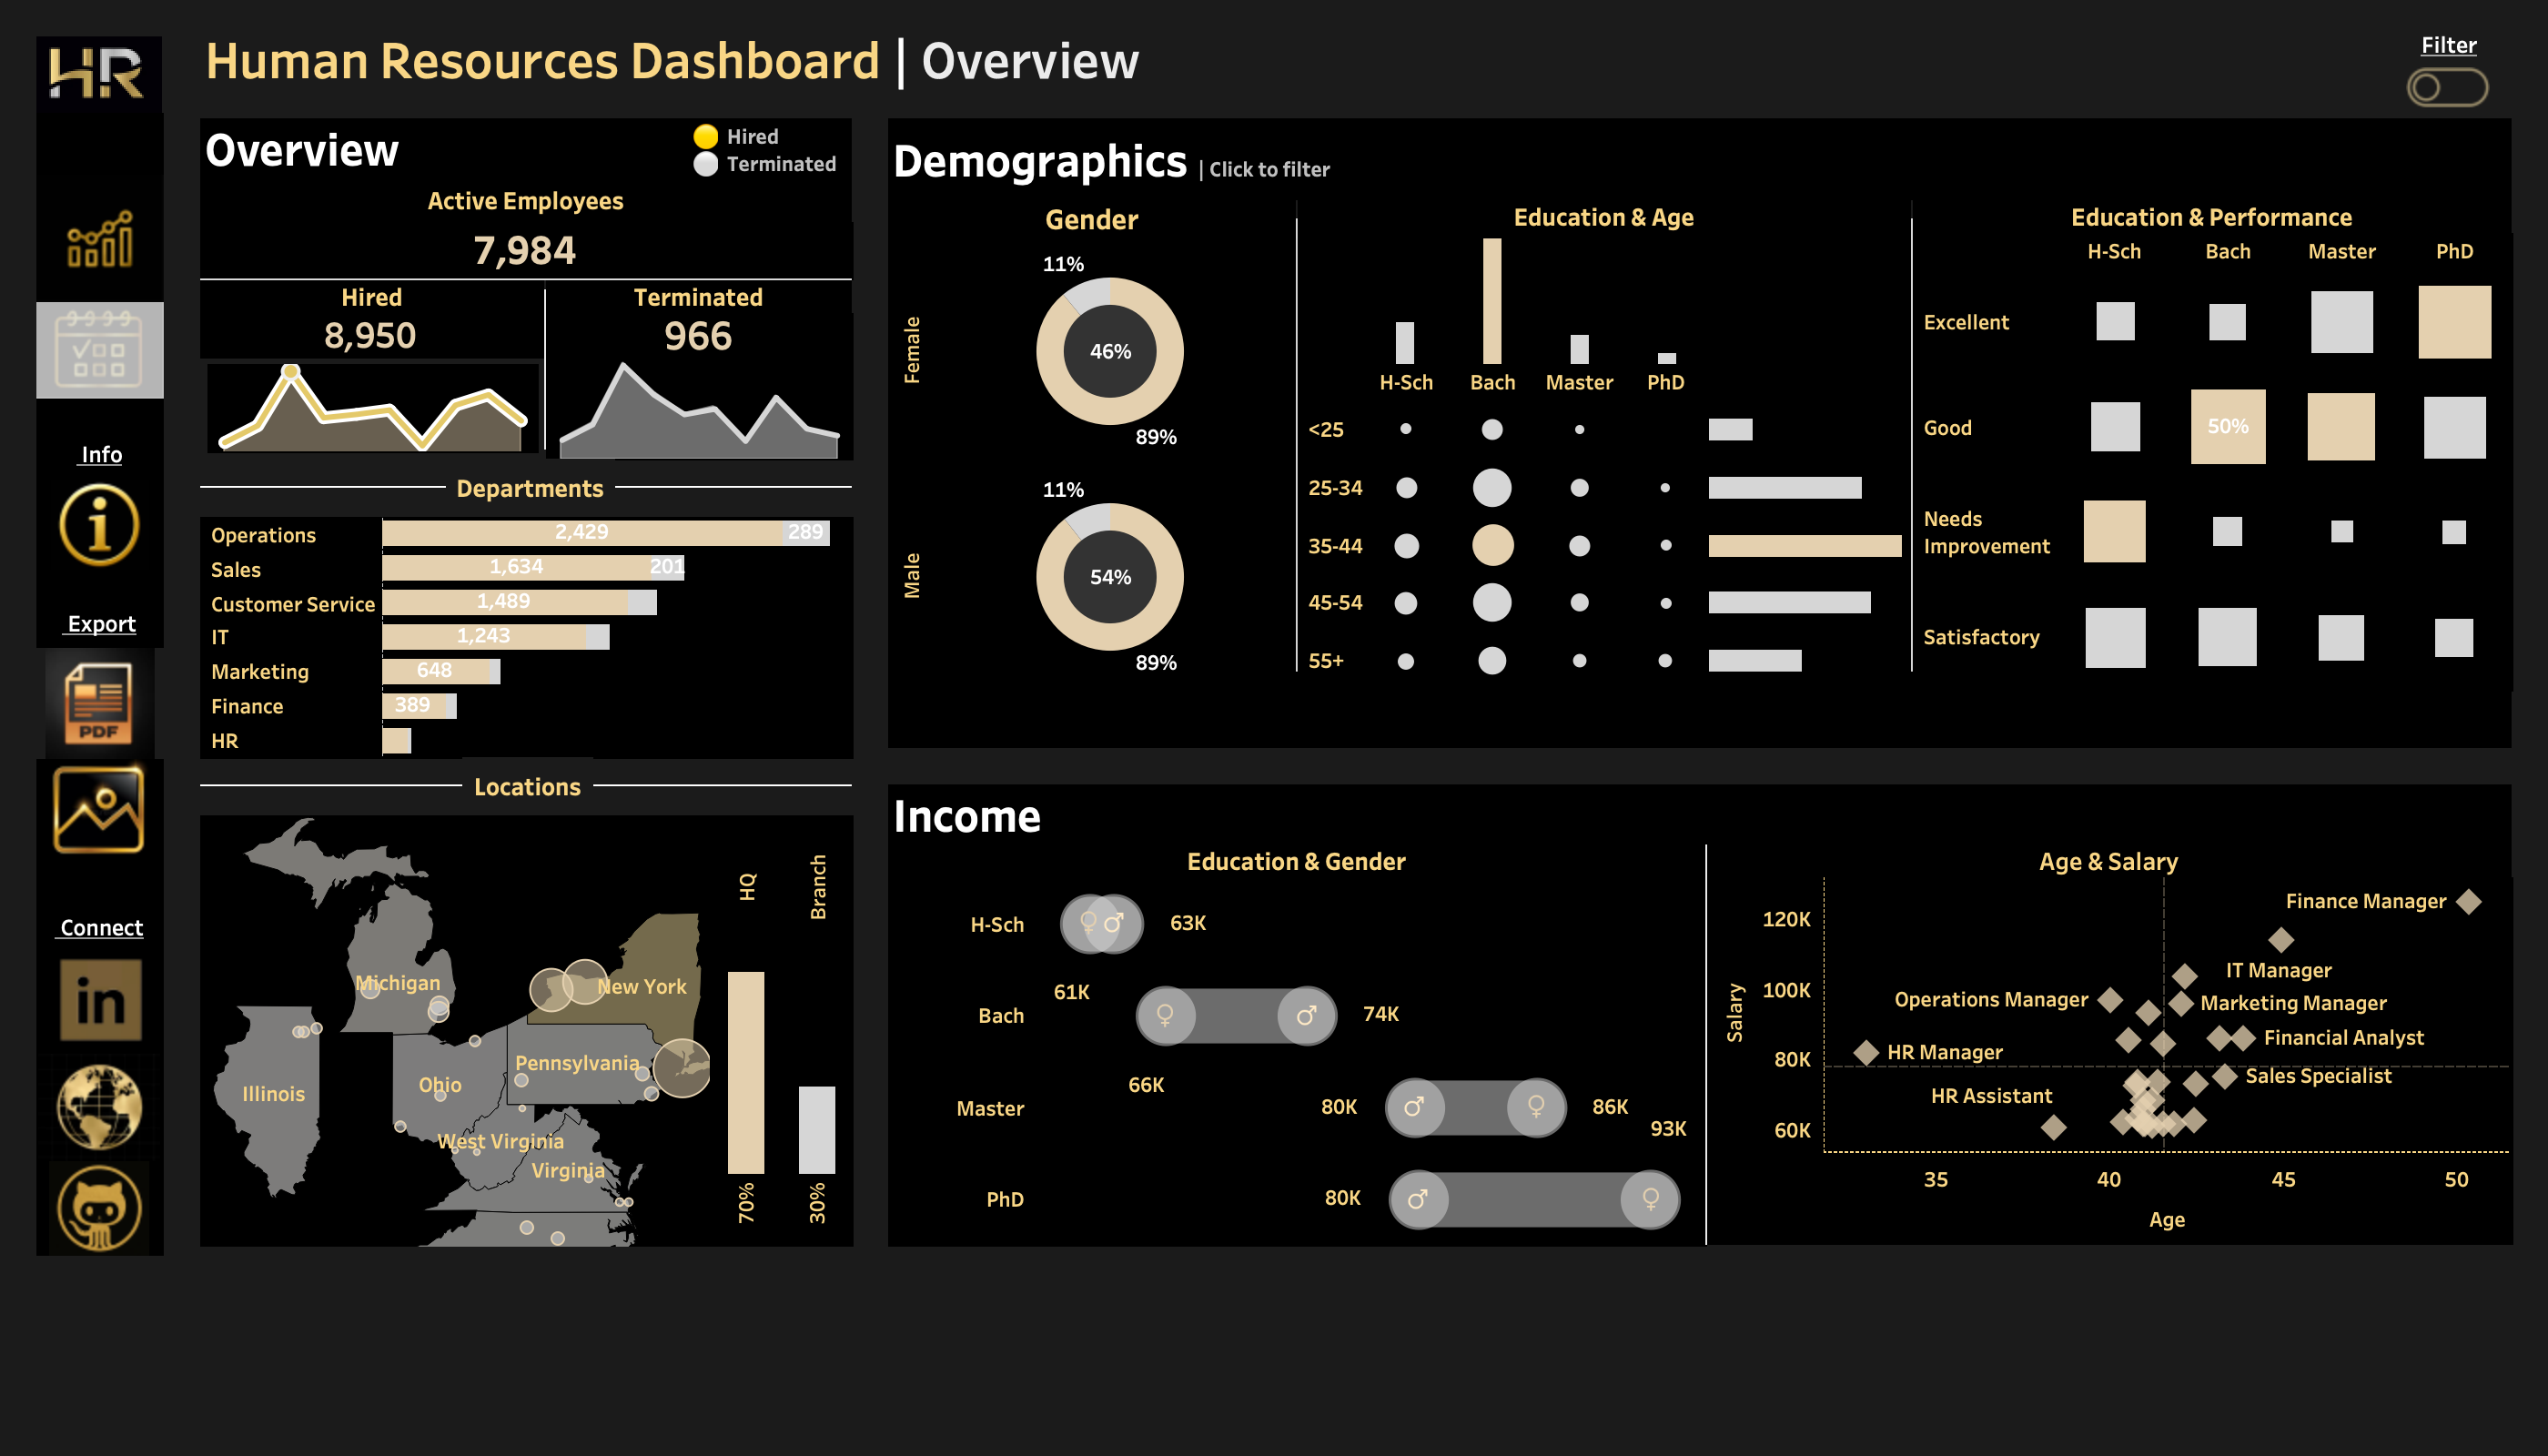 HR
Human Resources Dashboard | Overview
Filter
Overview
Hired
Terminated
Active Employees
7,984
Hired
8,950
Terminated
966
Departments
Operations
2,429
289
Sales
1,634
201
Customer Service
1,489
IT
1,243
Marketing
648
Finance
389
HR
Locations
Michigan
New York
Illinois
Ohio
Pennsylvania
West Virginia
Virginia
HQ
Branch
70%
30%
Info
Export
PDF
Connect
in
Demographics | Click to filter
Gender
Female
11%
46%
89%
Male
11%
54%
89%
Education & Age
H-Sch Bach Master PhD
<25
25-34
35-44
45-54
55+
Education & Performance
H-Sch Bach Master PhD
Excellent
Good
50%
Needs
Improvement
Satisfactory
Income
Education & Gender
H-Sch
63K
61K
Bach
74K
66K
Master
80K
86K
93K
PhD
80K
Age & Salary
Salary
120K
100K
80K
60K
Finance Manager
IT Manager
Operations Manager
Marketing Manager
Financial Analyst
HR Manager
Sales Specialist
HR Assistant
35 40 45 50
Age